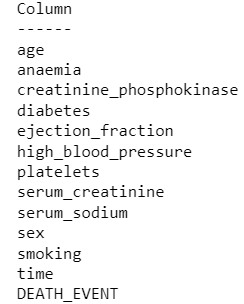 Column
------
age
anaemia
creatinine_phosphokinase
diabetes
ejection_fraction
high_blood_pressure
platelets
serum_creatinine
serum_sodium
sex
smoking
time
DEATH_EVENT